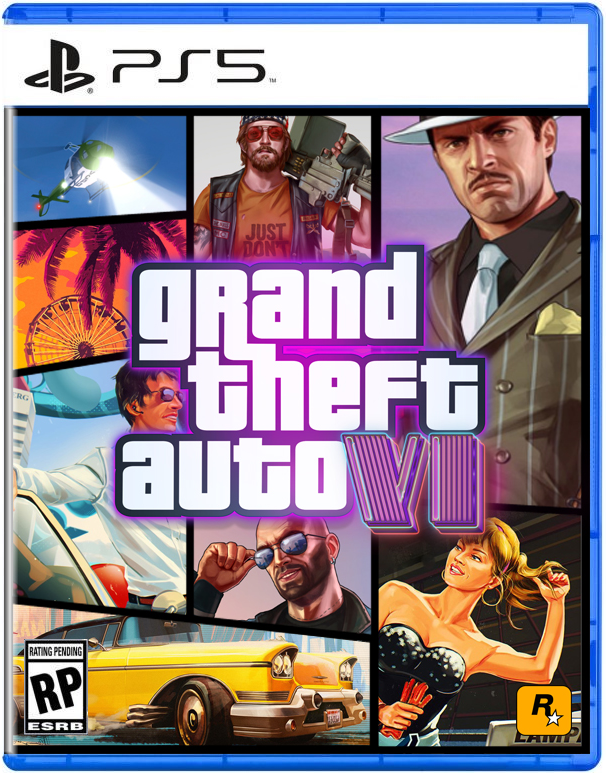 PS5
JUST
DON'T
grand
theft
auto VI
RATING PENDING
RP
ESRB
R